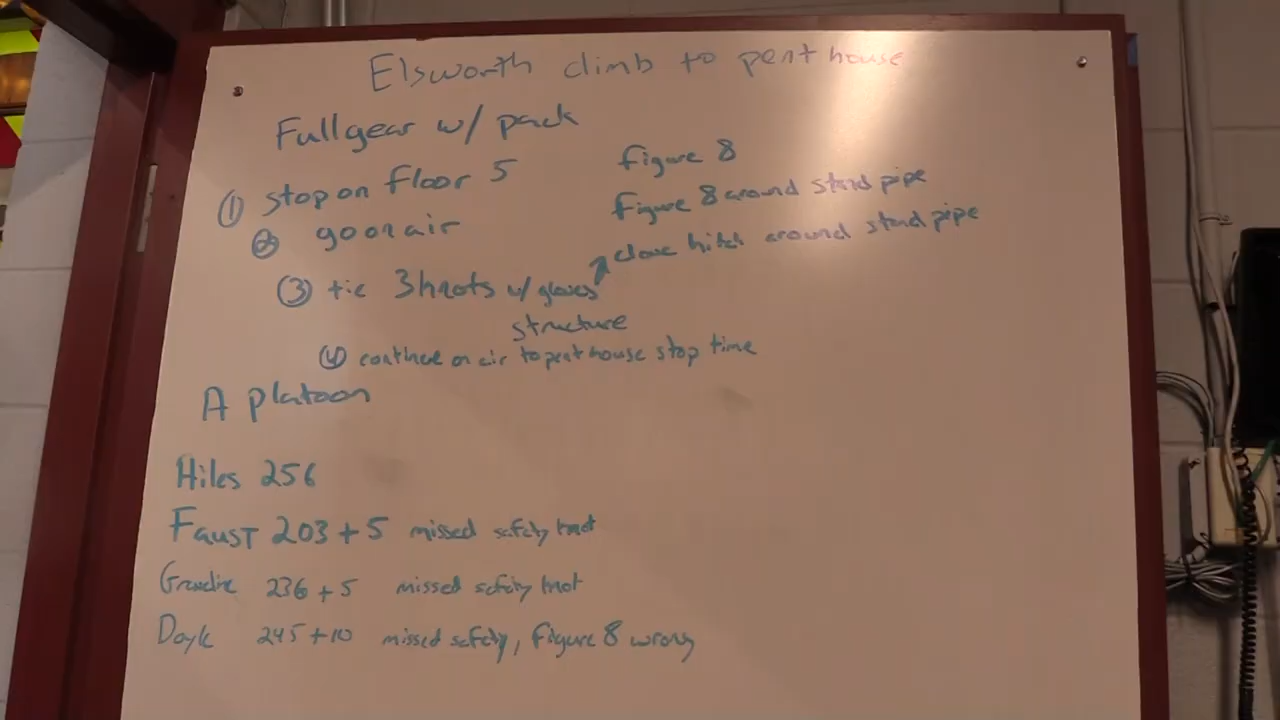 Elsworth climb to pent house
Full gear w/ pack
① stop on floor 5
② go on air
③ tie 3 knots w/ gloves
structure
figure 8
figure 8 around stand pipe
clove hitch around stand pipe
④ continue on air to pent house stop time
A platoon
Hiles 256
Faust 203 + 5 missed safety knot
236 + 5 missed safety knot
Doyle 245 + 10 missed safety, figure 8 wrong